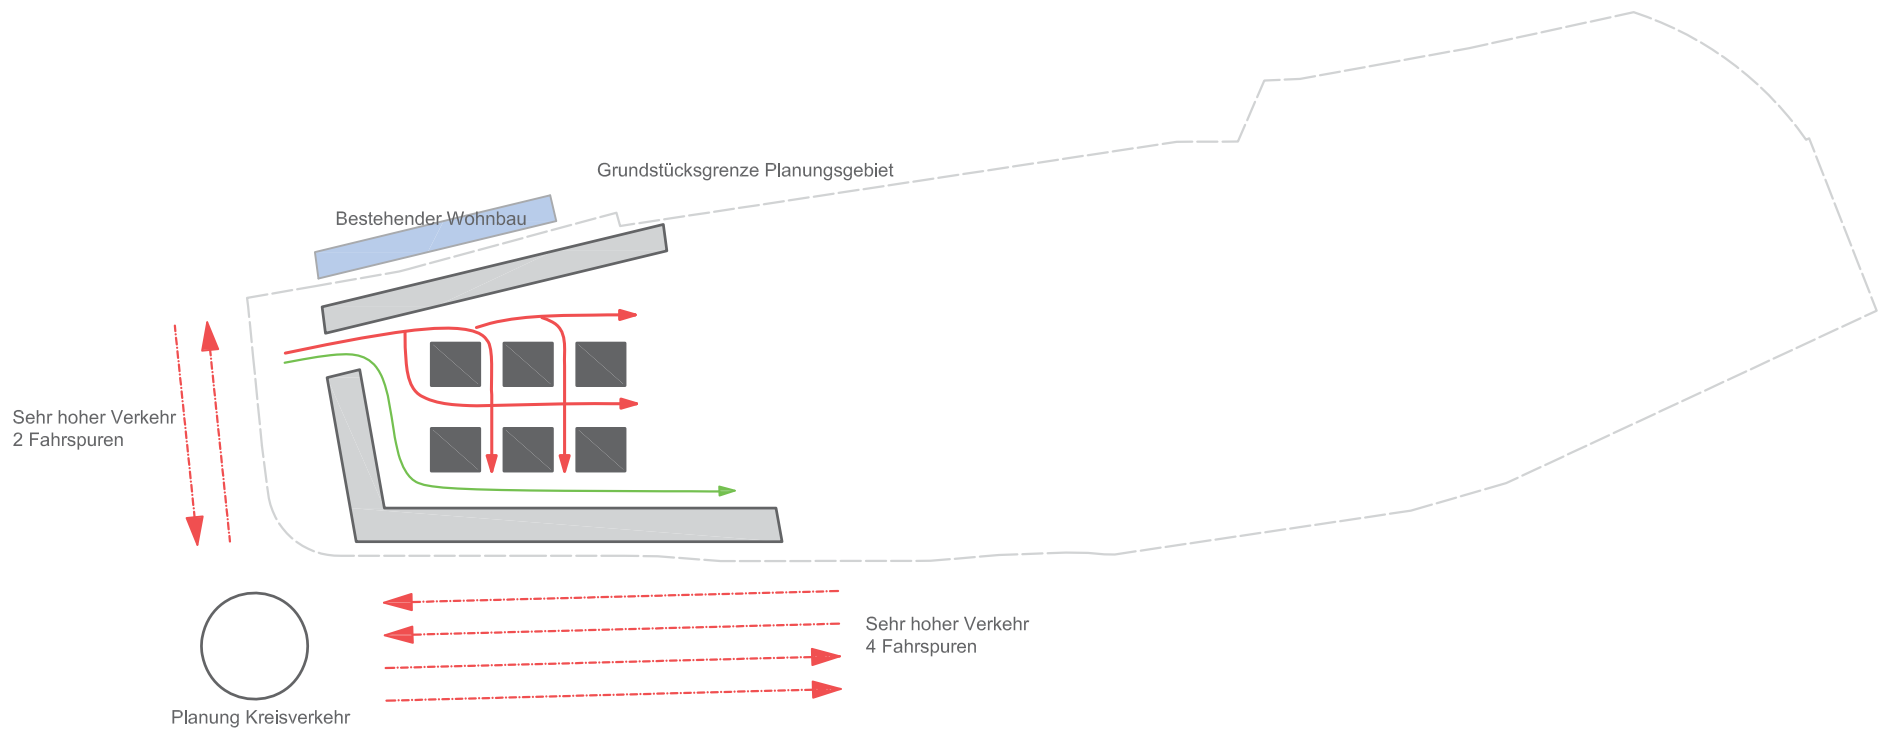 Grundstücksgrenze Planungsgebiet
Bestehender Wohnbau
Sehr hoher Verkehr
2 Fahrspuren
Sehr hoher Verkehr
4 Fahrspuren
Planung Kreisverkehr